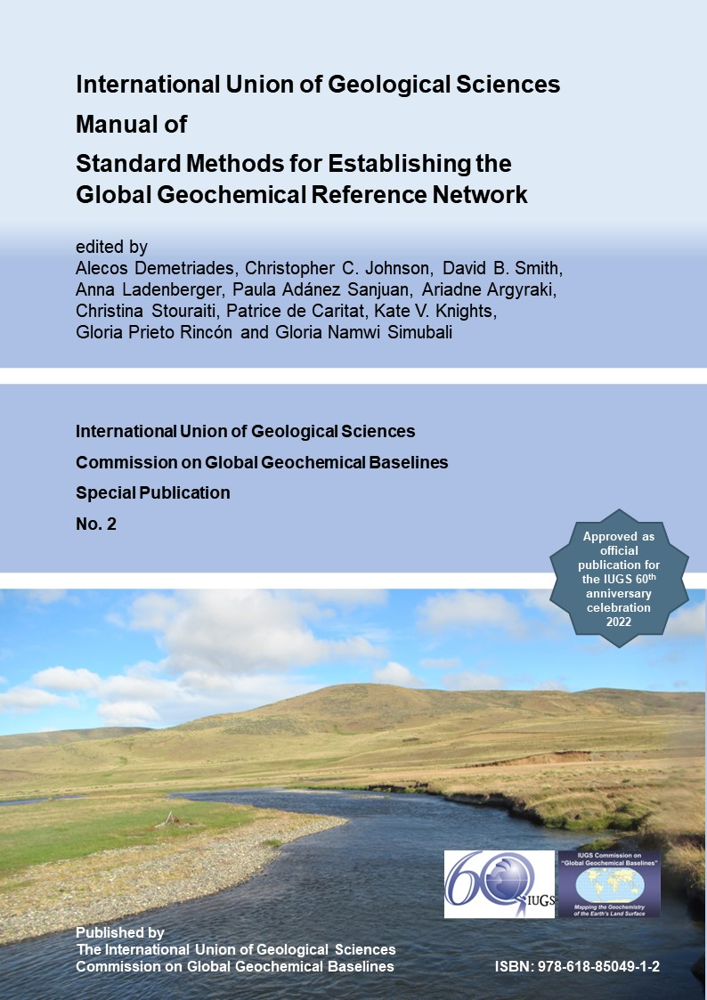 International Union of Geological Sciences
Manual of
Standard Methods for Establishing the
Global Geochemical Reference Network
edited by
Alecos Demetriades, Christopher C. Johnson, David B. Smith,
Anna Ladenberger, Paula Adánez Sanjuan, Ariadne Argyraki,
Christina Stouraiti, Patrice de Caritat, Kate V. Knights,
Gloria Prieto Rincón and Gloria Namwi Simubali
International Union of Geological Sciences
Commission on Global Geochemical Baselines
Special Publication
No. 2
Approved as
official
publication for
the IUGS 60th
anniversary
celebration
2022
60
IUGS
IUGS Commission on
"Global Geochemical Baselines"
Mapping the Geochemistry
of the Earth's Land Surface
Published by
The International Union of Geological Sciences
Commission on Global Geochemical Baselines
ISBN: 978-618-85049-1-2